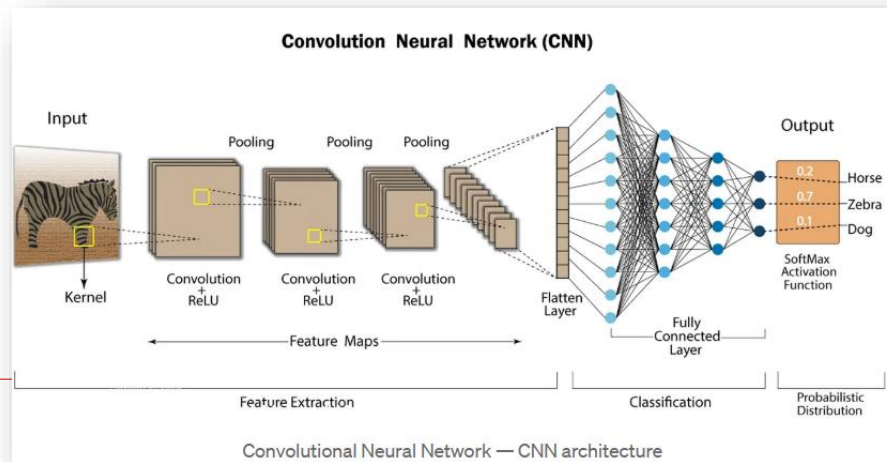 Convolution Neural Network (CNN)
Input
Pooling
Pooling
Pooling
Output
0.2
Horse
0.7
Zebra
0.1
Dog
Kernel
Convolution
+
ReLU
Convolution
+
ReLU
Convolution
+
ReLU
Flatten
Layer
SoftMax
Activation
Function
Feature Maps
Fully
Connected
Layer
Feature Extraction
Classification
Probabilistic
Distribution
Convolutional Neural Network — CNN architecture